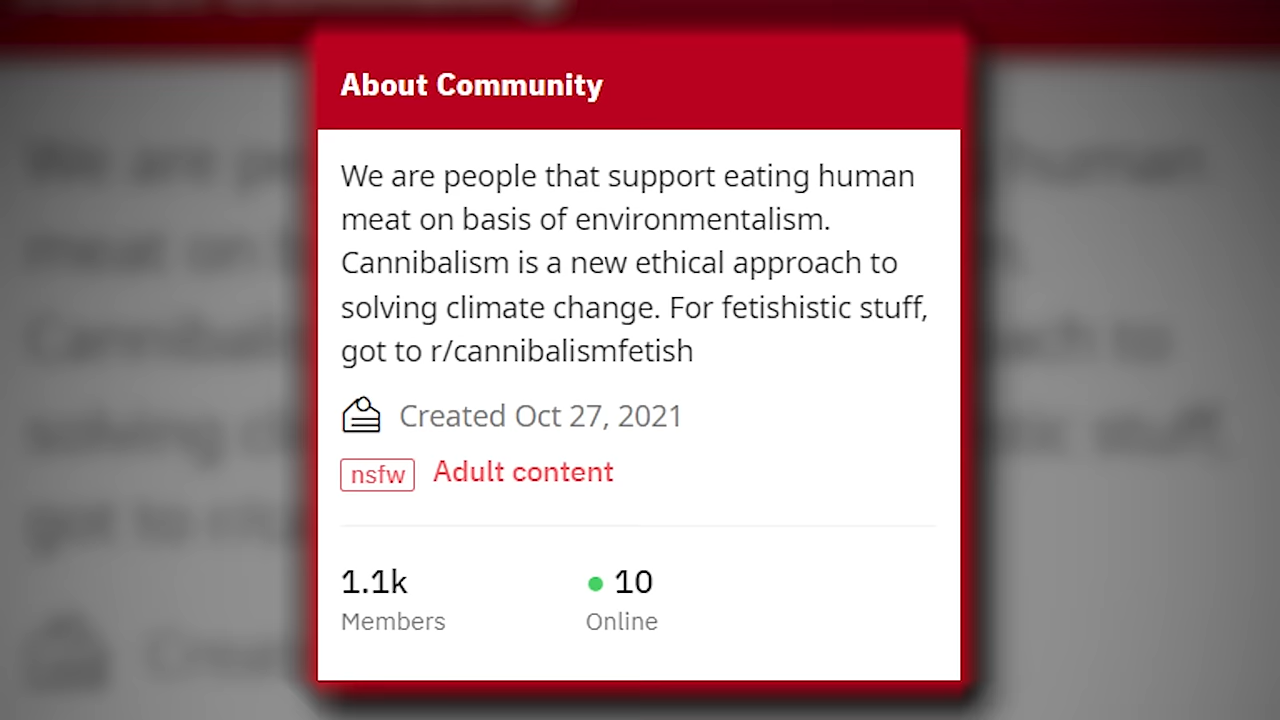 About Community
We are people that support eating human
meat on basis of environmentalism.
Cannibalism is a new ethical approach to
solving climate change. For fetishistic stuff,
got to r/cannibalismfetish
Created Oct 27, 2021
nsfw Adult content
1.1k 10
Members Online